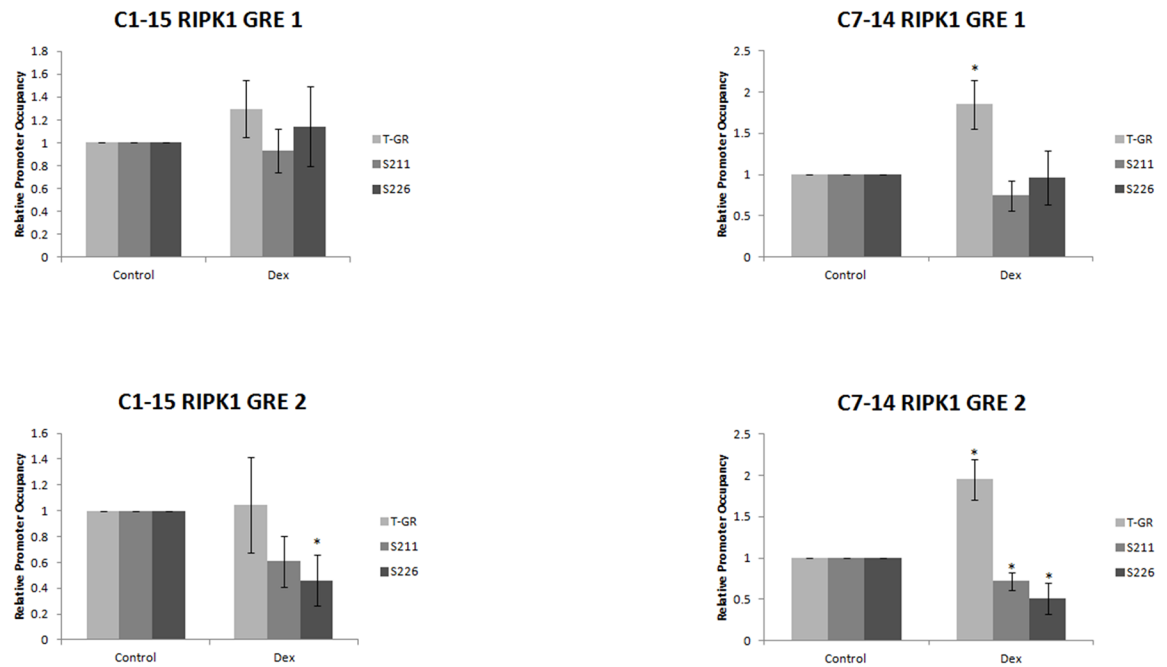 C1-15 RIPK1 GRE 1
Relative Promoter Occupancy
1.8
1.6
1.4
1.2
1
0.8
0.6
0.4
0.2
0
Control
Dex
T-GR
S211
S226
C7-14 RIPK1 GRE 1
Relative Promoter Occupancy
2.5
2
1.5
1
0.5
0
*
Control
Dex
T-GR
S211
S226
C1-15 RIPK1 GRE 2
Relative Promoter Occupancy
1.6
1.4
1.2
1
0.8
0.6
0.4
0.2
0
*
Control
Dex
T-GR
S211
S226
C7-14 RIPK1 GRE 2
Relative Promoter Occupancy
2.5
2
1.5
1
0.5
0
*
*
*
Control
Dex
T-GR
S211
S226